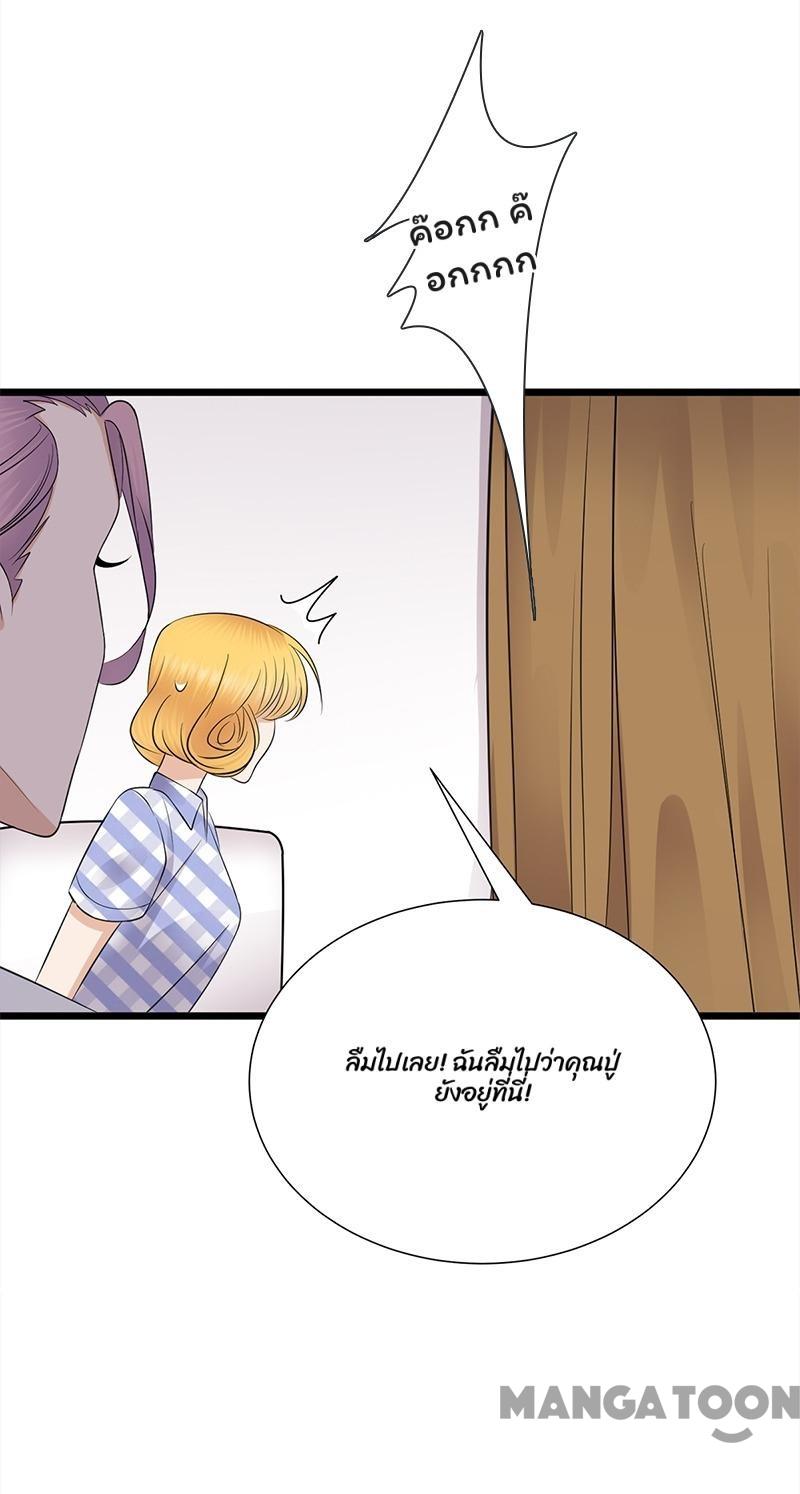 ค๊อกก ค๊
อกกกก
ลืมไปเลย! ฉันลืมไปว่าคุณปู่
ยังอยู่ที่นี่!
MANGATOON